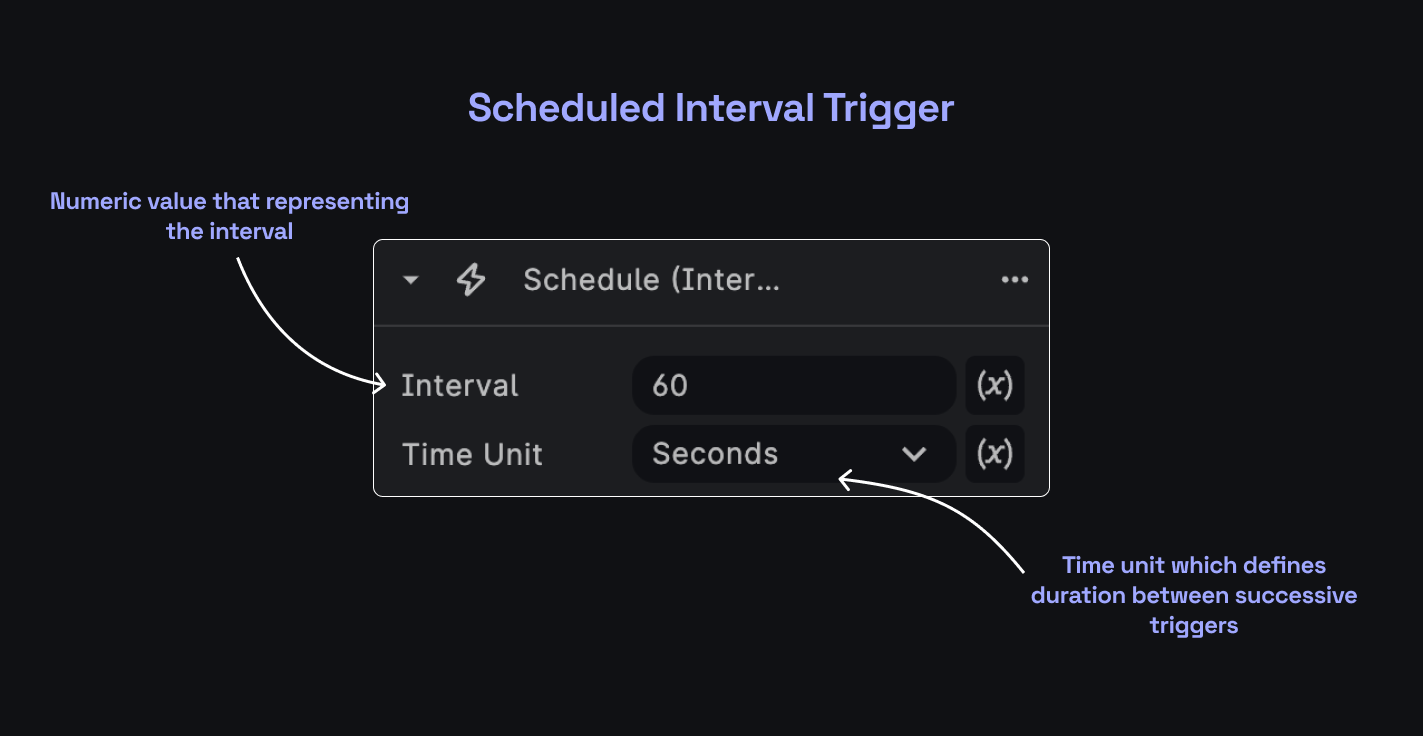 Scheduled Interval Trigger
Numeric value that representing
the interval
Schedule (Inter...
Interval
60
(x)
Time Unit
Seconds
(x)
Time unit which defines
duration between successive
triggers